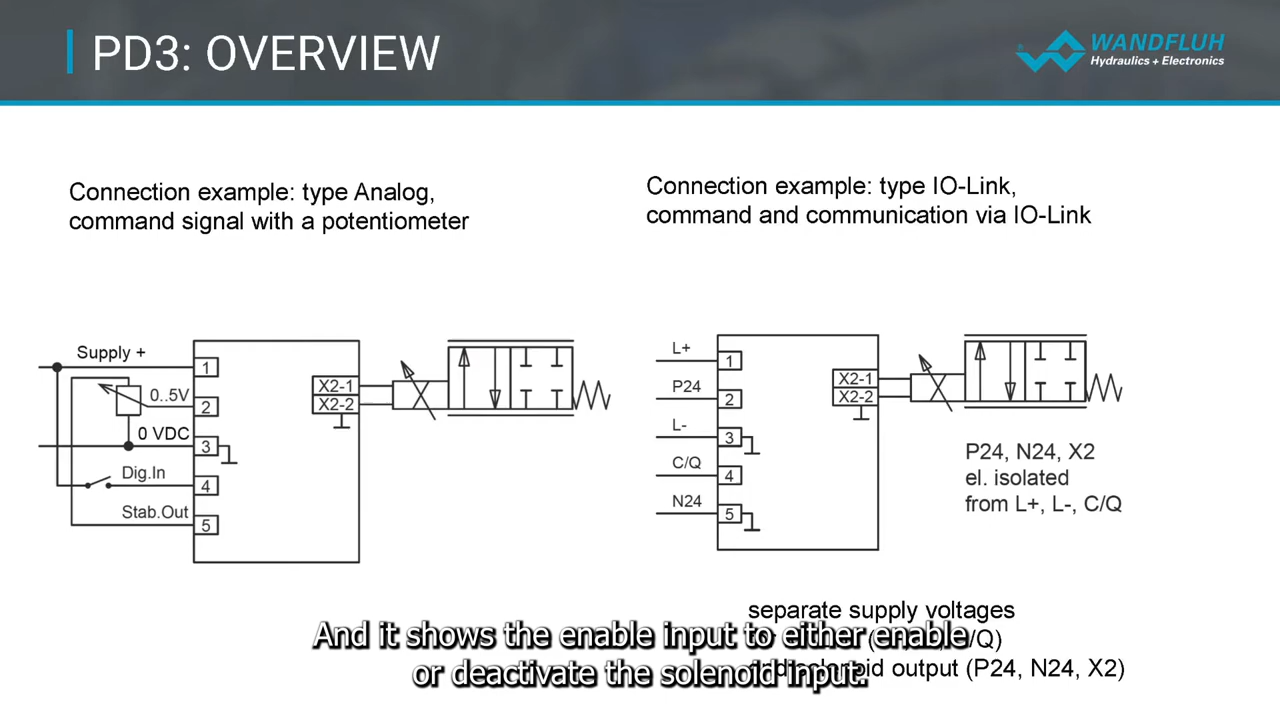 PD3: OVERVIEW
WANDFLUH
Hydraulics + Electronics
Connection example: type Analog,
command signal with a potentiometer
Connection example: type IO-Link,
command and communication via IO-Link
Supply +
1
0..5V
2
0 VDC
3
Dig.In
4
Stab.Out
5
X2-1
X2-2
L+
1
P24
2
L-
3
C/Q
4
N24
5
X2-1
X2-2
P24, N24, X2
el. isolated
from L+, L-, C/Q
separate supply voltages
And it shows the enable input to either enable
or deactivate the solenoid input.
output (P24, N24, X2)